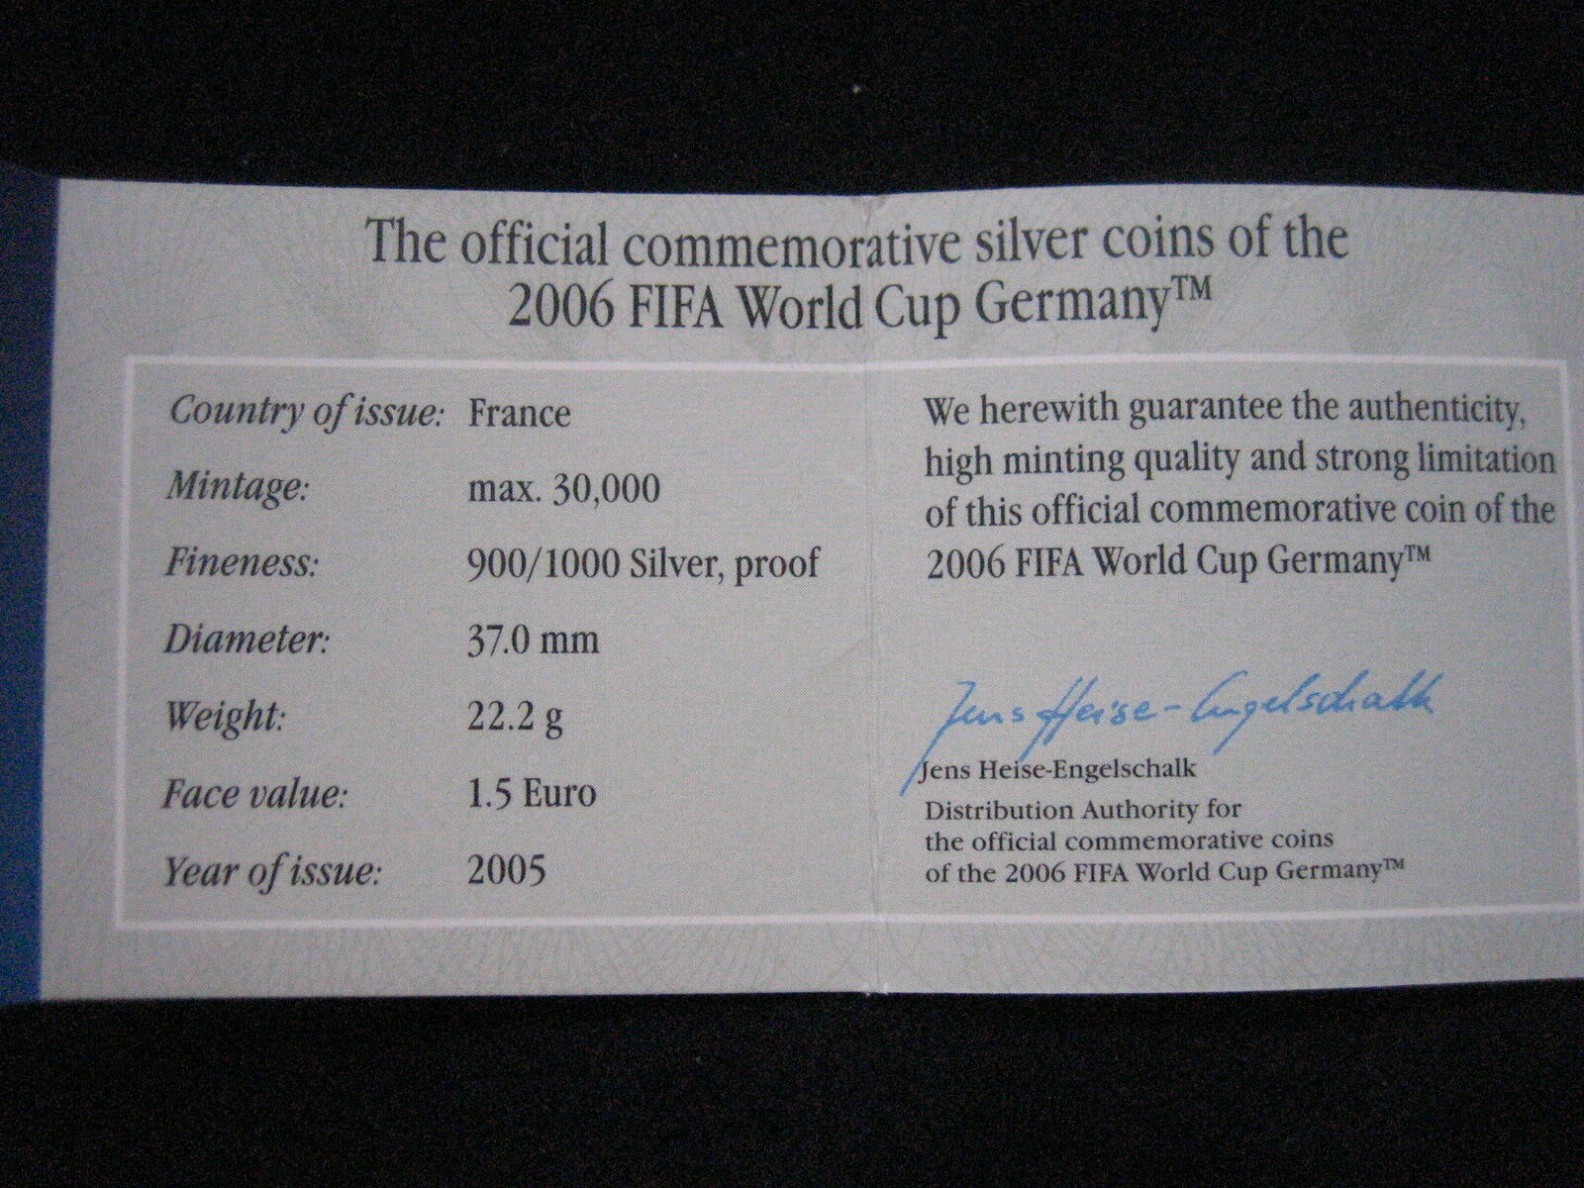 The official commemorative silver coins of the
2006 FIFA World Cup Germany™
Country of issue: France
Mintage: max. 30,000
Fineness: 900/1000 Silver, proof
Diameter: 37.0 mm
Weight: 22.2 g
Face value: 1.5 Euro
Year of issue: 2005
We herewith guarantee the authenticity,
high minting quality and strong limitation
of this official commemorative coin of the
2006 FIFA World Cup Germany™
Jens Heise-Engelschalk
Jens Heise-Engelschalk
Distribution Authority for
the official commemorative coins
of the 2006 FIFA World Cup Germany™